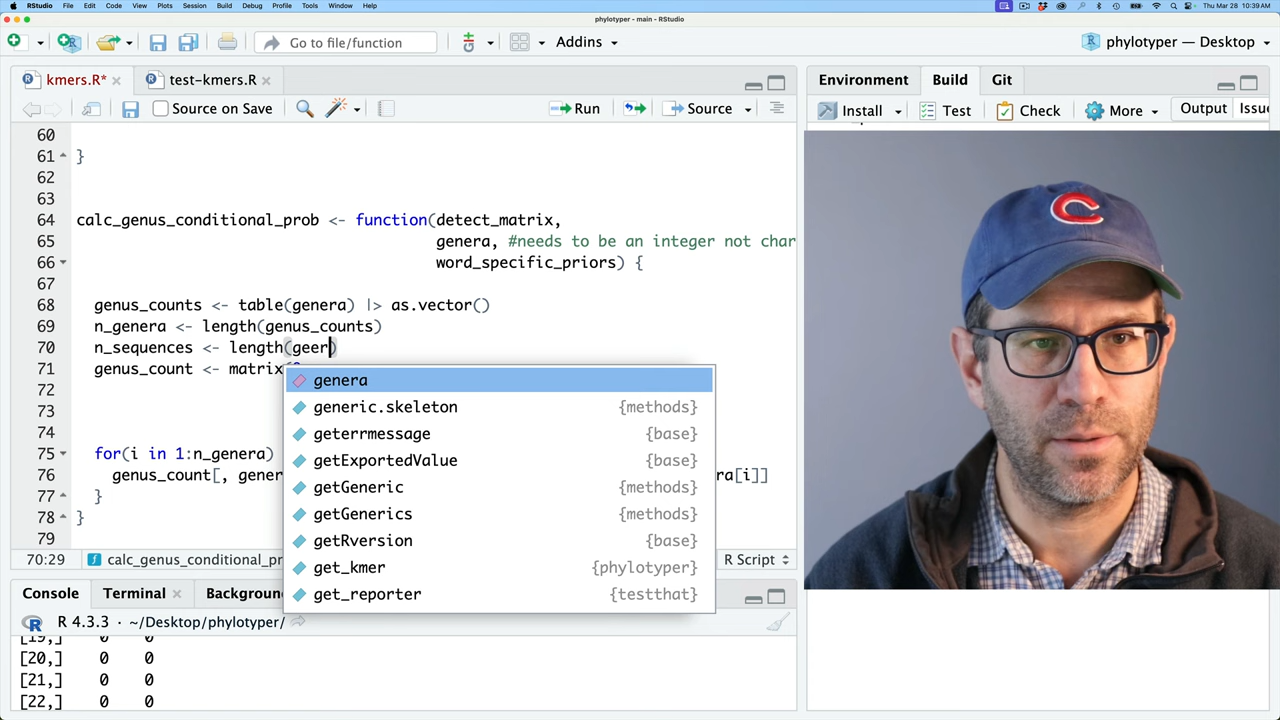 RStudio File Edit Code View Plots Session Build Debug Profile Tools Window Help Thu Mar 28 10:39 AM
phylotyper - main - RStudio
Go to file/function Addins phylotyper — Desktop
kmers.R* test-kmers.R Environment Build Git
Source on Save Run Source Install Test Check More Output Issue
60
61 }
62
63
64 calc_genus_conditional_prob <- function(detect_matrix,
65 genera, #needs to be an integer not char
66 word_specific_priors) {
67
68 genus_counts <- table(genera) |> as.vector()
69 n_genera <- length(genus_counts)
70 n_sequences <- length(geer)
71 genus_count <- matrix
72
73
74
75 for(i in 1:n_genera)
76 genus_count[, gener era[i]]
77 }
78 }
79
genera
generic.skeleton {methods}
geterrmessage {base}
getExportedValue {base}
getGeneric {methods}
getGenerics {methods}
getRversion {base}
get_kmer {phylotyper}
get_reporter {testthat}
70:29 calc_genus_conditional_pr R Script
Console Terminal Backgroun
R 4.3.3 · ~/Desktop/phylotyper/
[19,] 0 0
[20,] 0 0
[21,] 0 0
[22,] 0 0
C